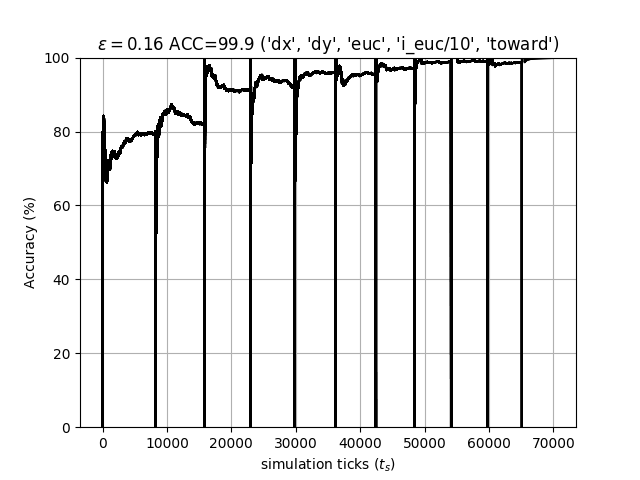 ε = 0.16 ACC=99.9 ('dx', 'dy', 'euc', 'i_euc/10', 'toward')
100
80
60
40
20
0
Accuracy (%)
0 10000 20000 30000 40000 50000 60000 70000
simulation ticks (tₛ)